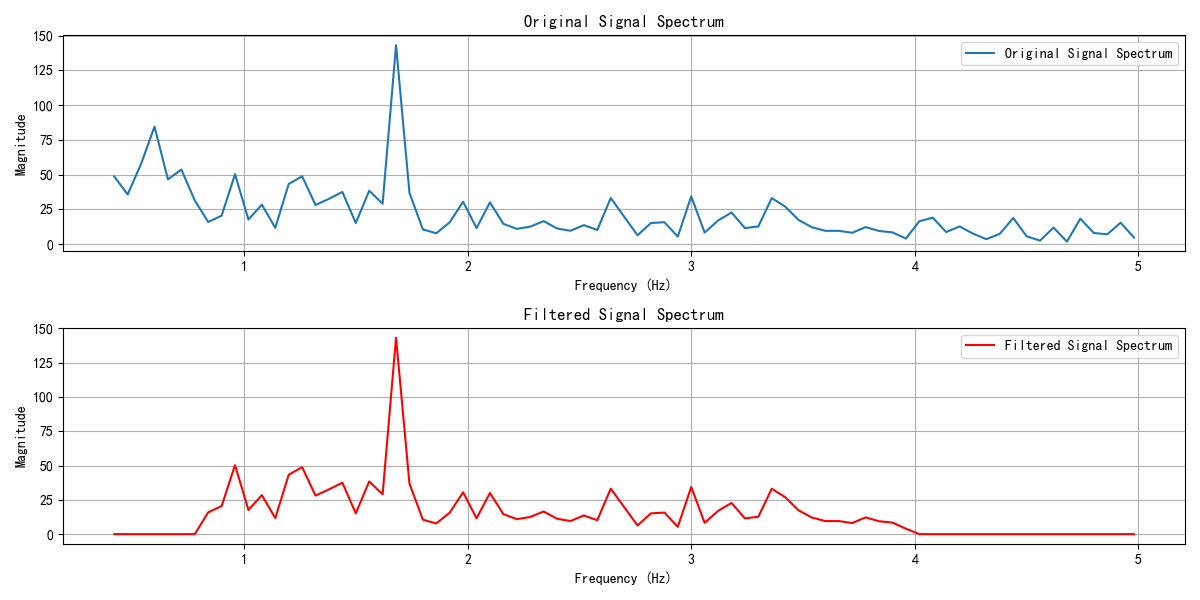 Original Signal Spectrum
Original Signal Spectrum
Magnitude
150
125
100
75
50
25
0
1 2 3 4 5
Frequency (Hz)
Filtered Signal Spectrum
Filtered Signal Spectrum
Magnitude
150
125
100
75
50
25
0
1 2 3 4 5
Frequency (Hz)